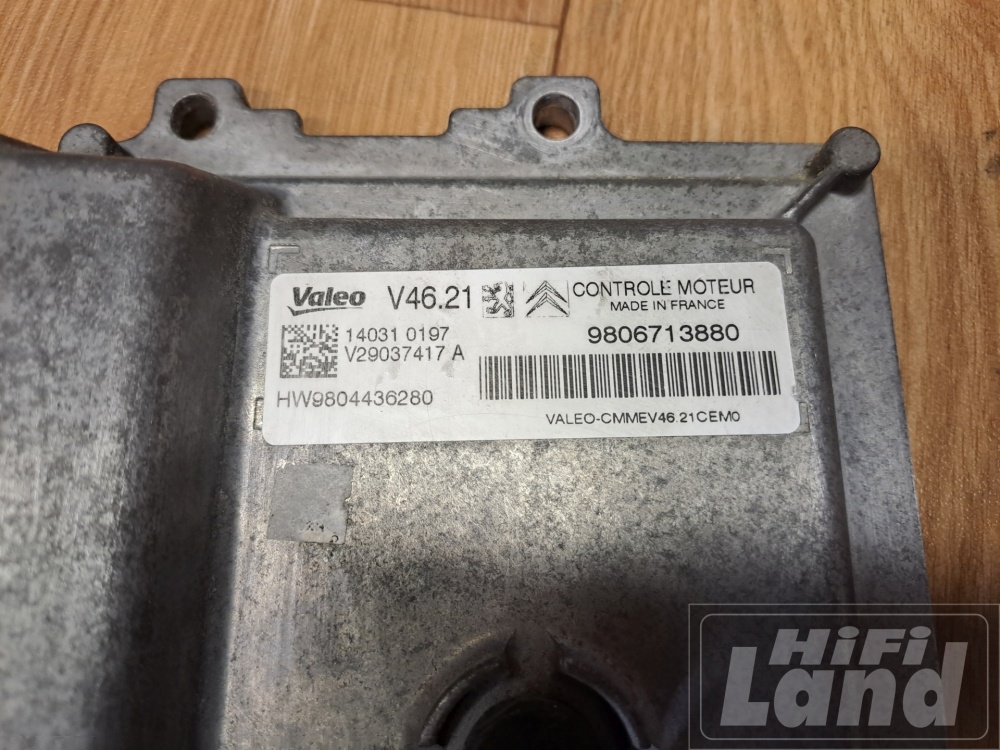 Valeo V46.21 CONTROLE MOTEUR
MADE IN FRANCE
14031 0197
V29037417 A
9806713880
HW9804436280
VALEO-CMMEV46.21CEM0
HiFi
Land